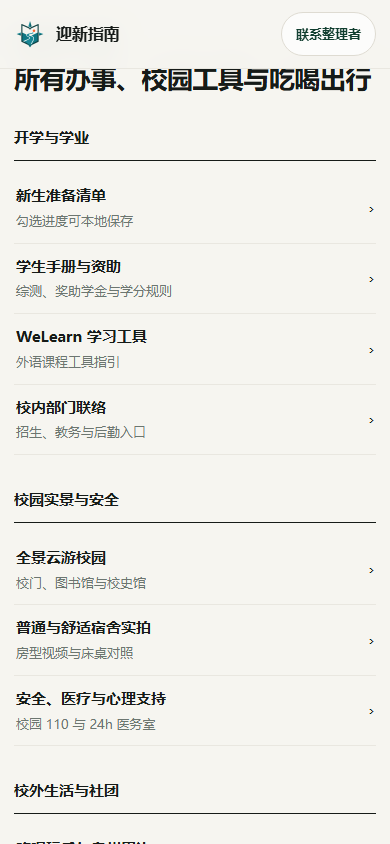 迎新指南
联系整理者
所有办事、校园工具与吃喝出行
开学与学业
新生准备清单
勾选进度可本地保存
›
学生手册与资助
综测、奖助学金与学分规则
›
WeLearn 学习工具
外语课程工具指引
›
校内部门联络
招生、教务与后勤入口
›
校园实景与安全
全景云游校园
校门、图书馆与校史馆
›
普通与舒适宿舍实拍
房型视频与床桌对照
›
安全、医疗与心理支持
校园 110 与 24h 医务室
›
校外生活与社团